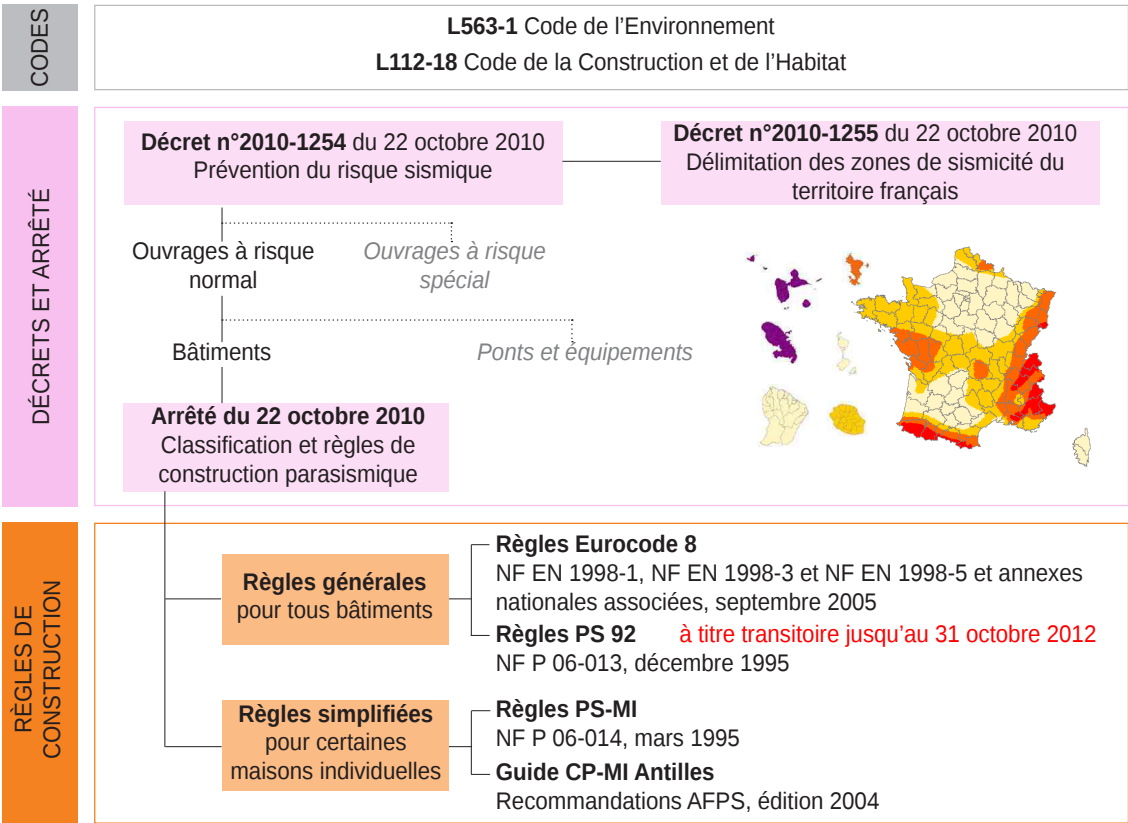 CODES
L563-1 Code de l’Environnement
L112-18 Code de la Construction et de l’Habitat
DÉCRETS ET ARRÊTÉ
Décret n°2010-1254 du 22 octobre 2010
Prévention du risque sismique
Décret n°2010-1255 du 22 octobre 2010
Délimitation des zones de sismicité du
territoire français
Ouvrages à risque
normal
Ouvrages à risque
spécial
Bâtiments
Ponts et équipements
Arrêté du 22 octobre 2010
Classification et règles de
construction parasismique
RÈGLES DE
CONSTRUCTION
Règles générales
pour tous bâtiments
Règles Eurocode 8
NF EN 1998-1, NF EN 1998-3 et NF EN 1998-5 et annexes
nationales associées, septembre 2005
Règles PS 92 à titre transitoire jusqu’au 31 octobre 2012
NF P 06-013, décembre 1995
Règles simplifiées
pour certaines
maisons individuelles
Règles PS-MI
NF P 06-014, mars 1995
Guide CP-MI Antilles
Recommandations AFPS, édition 2004